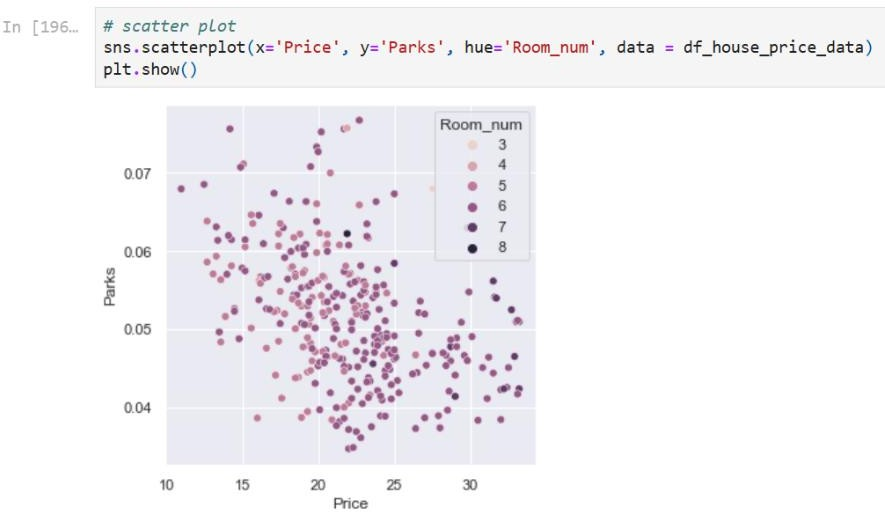 In [196…
# scatter plot
sns.scatterplot(x='Price', y='Parks', hue='Room_num', data = df_house_price_data)
plt.show()
Room_num
3
4
5
6
7
8
0.07
0.06
0.05
0.04
Parks
10 15 20 25 30
Price